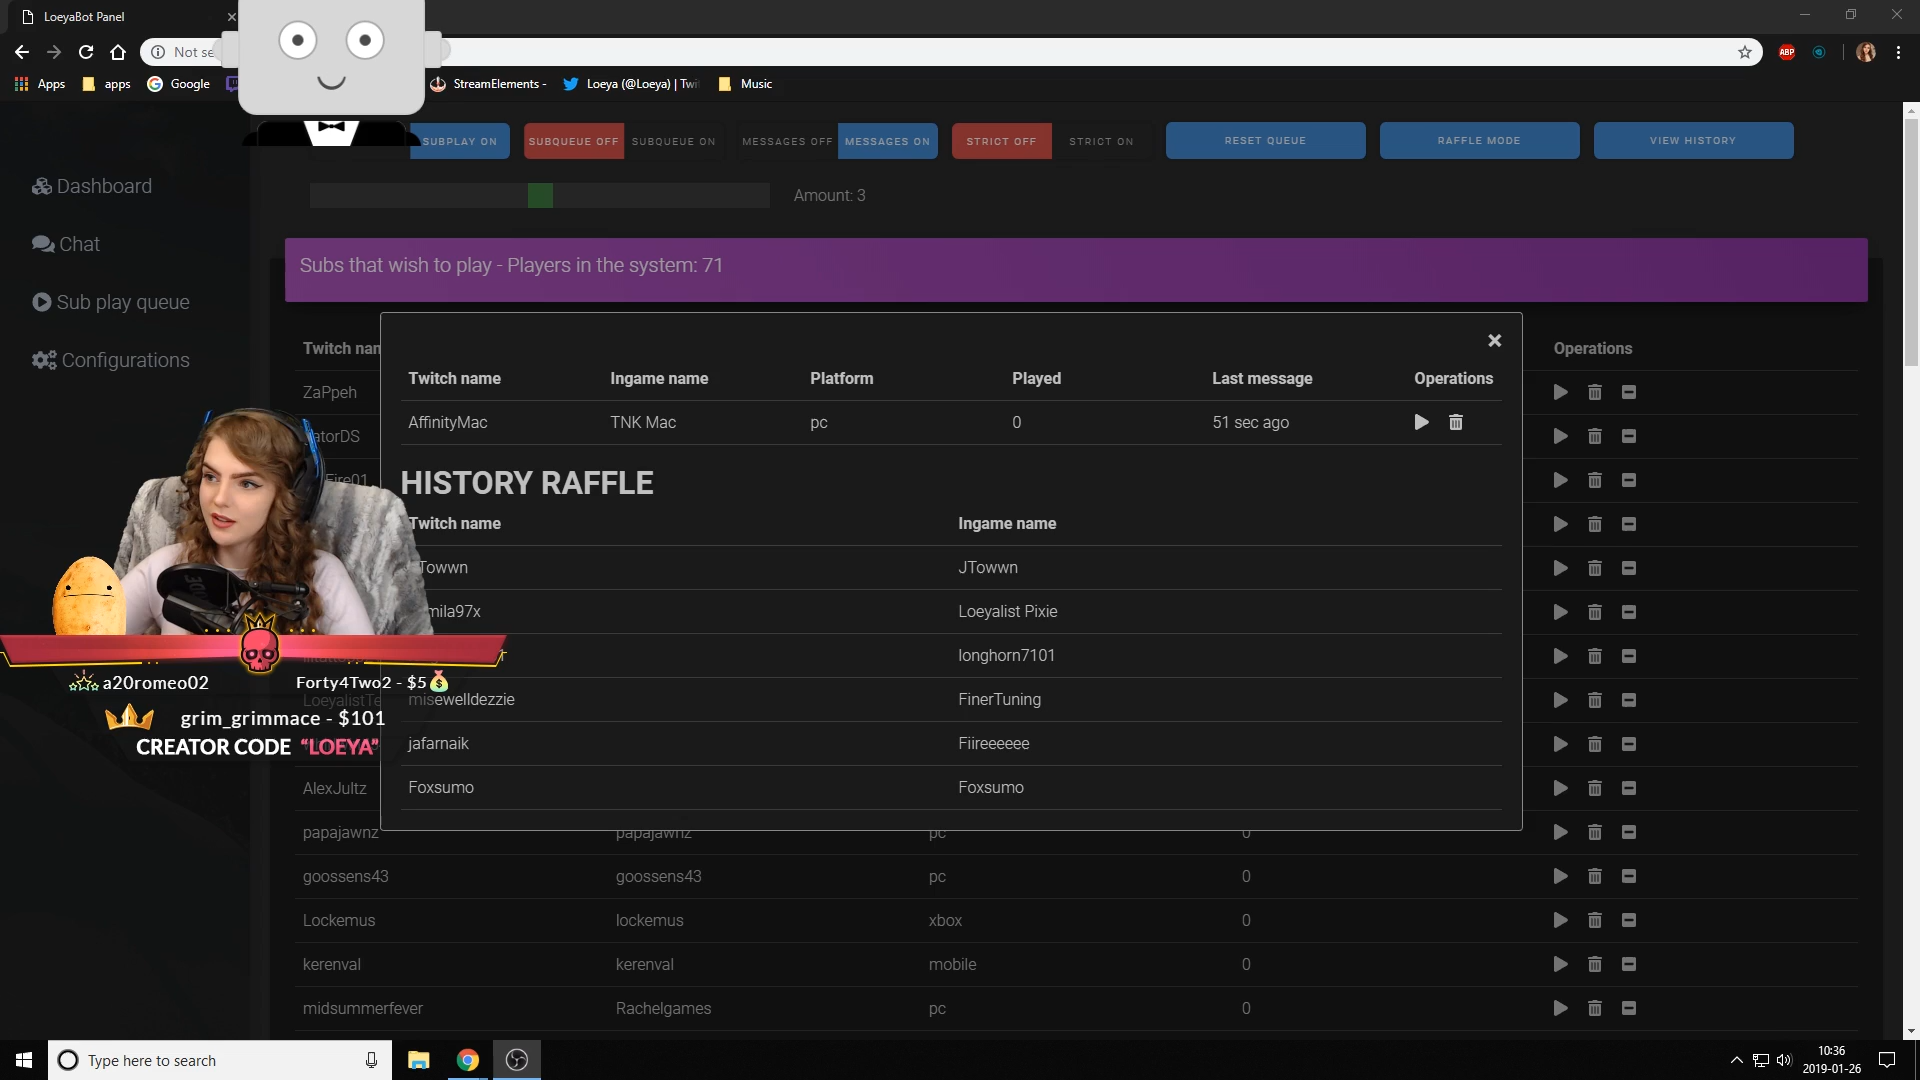 LoeyaBot Panel
Not se
Apps
apps
Google
StreamElements -
Loeya (@Loeya) | Twi
Music
SUBPLAY ON
SUBQUEUE OFF
SUBQUEUE ON
MESSAGES OFF
MESSAGES ON
STRICT OFF
STRICT ON
RESET QUEUE
RAFFLE MODE
VIEW HISTORY
Amount: 3
Dashboard
Chat
Sub play queue
Configurations
Subs that wish to play - Players in the system: 71
Twitch nam
Operations
ZaPpeh
atorDS
Fire01
Twitch name Ingame name Platform Played Last message Operations
AffinityMac TNK Mac pc 0 51 sec ago
HISTORY RAFFLE
Twitch name Ingame name
Towwn JTowwn
mila97x Loeyalist Pixie
longhorn7101
misewelldezzie FinerTuning
jafarnaik Fiireeeeee
Foxsumo Foxsumo
a20romeo02
Forty4Two2 - $5
LoeyalistTe
grim_grimmace - $101
CREATOR CODE "LOEYA"
AlexJultz
papajawnz papajawnz pc 0
goossens43 goossens43 pc 0
Lockemus lockemus xbox 0
kerenval kerenval mobile 0
midsummerfever Rachelgames pc 0
Type here to search
10:36
2019-01-26